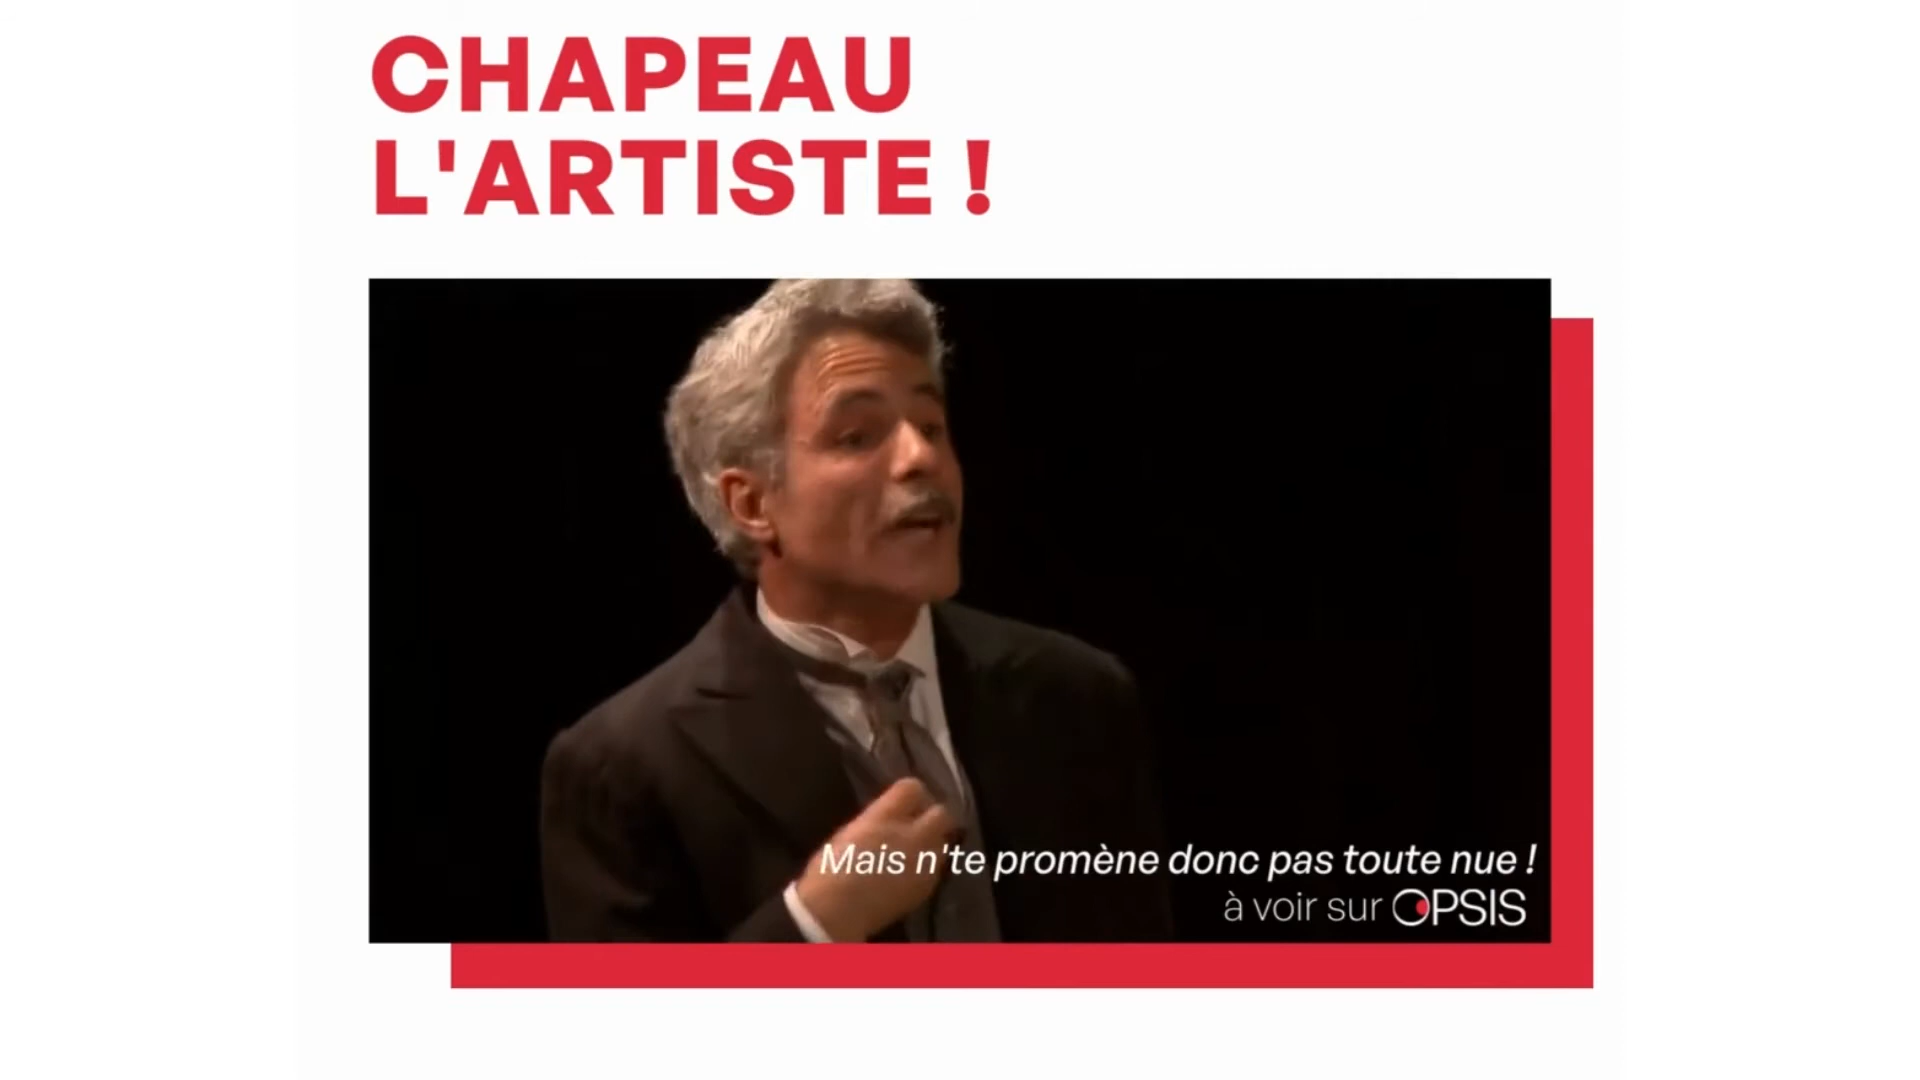 CHAPEAU
L'ARTISTE !
Mais n'te promène donc pas toute nue !
à voir sur OPSIS